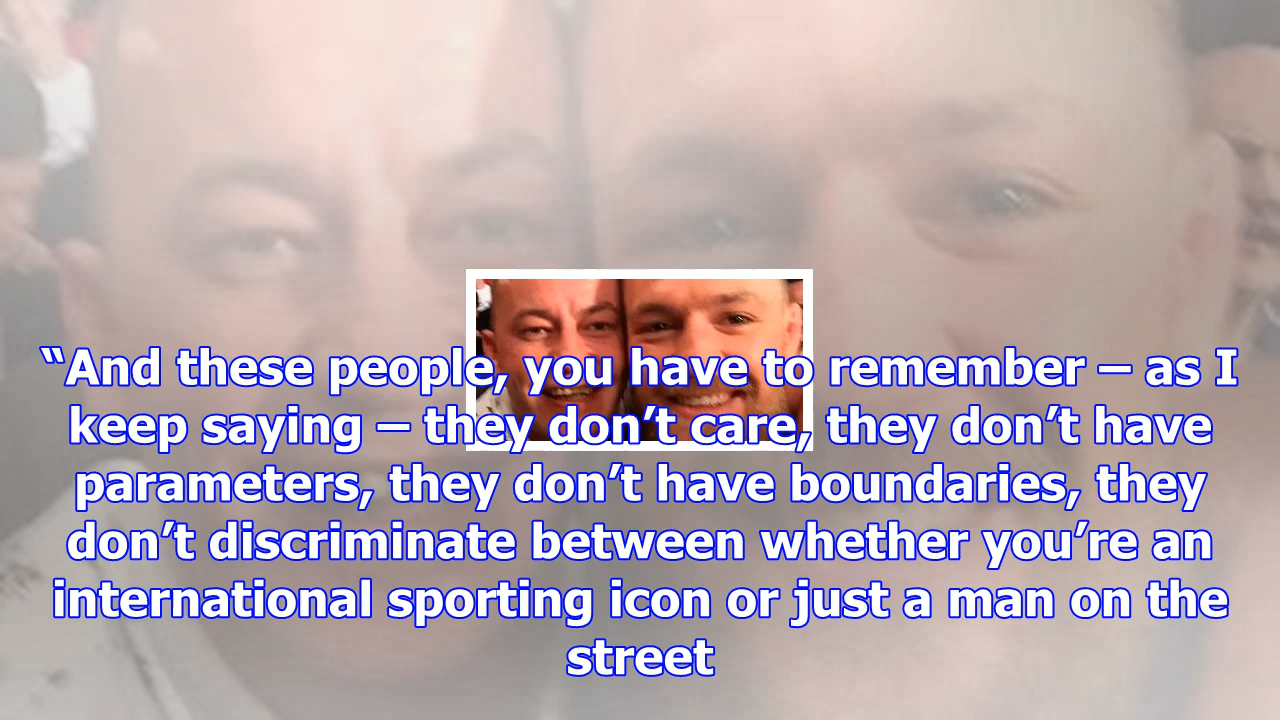 “And these people, you have to remember – as I
keep saying – they don’t care, they don’t have
parameters, they don’t have boundaries, they
don’t discriminate between whether you’re an
international sporting icon or just a man on the
street